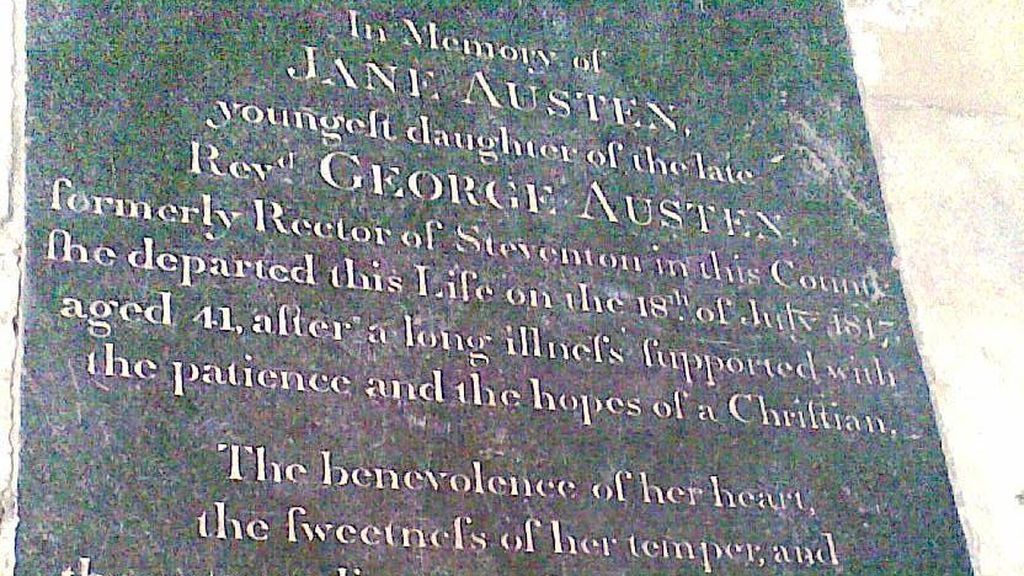 In Memory of
JANE AUSTEN,
youngeſt daughter of the late
Revd. GEORGE AUSTEN,
formerly Rector of Steventon in this County
ſhe departed this Life on the 18th. of July 1817,
aged 41, after a long illneſs ſupported with
the patience and the hopes of a Chriſtian.
The benevolence of her heart,
the ſweetneſs of her temper, and